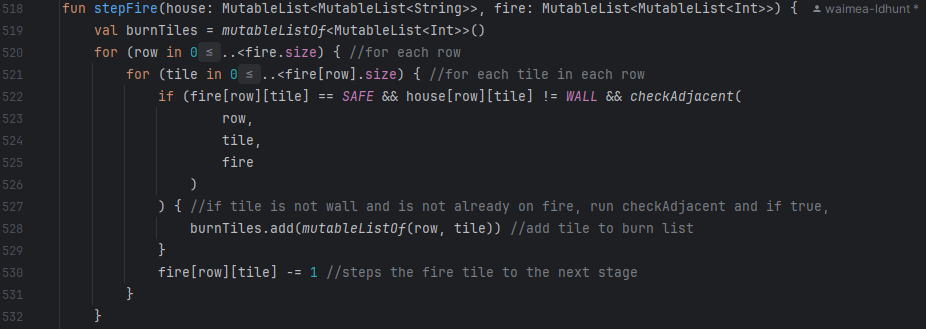 518 fun stepFire(house: MutableList<MutableList<String>>, fire: MutableList<MutableList<Int>>) { waimea-ldhunt *
519 val burnTiles = mutableListOf<MutableList<Int>>()
520 for (row in 0 ≤ ..<fire.size) { //for each row
521 for (tile in 0 ≤ ..<fire[row].size) { //for each tile in each row
522 if (fire[row][tile] == SAFE && house[row][tile] != WALL && checkAdjacent(
523 row,
524 tile,
525 fire
526 )
527 ) { //if tile is not wall and is not already on fire, run checkAdjacent and if true,
528 burnTiles.add(mutableListOf(row, tile)) //add tile to burn list
529 }
530 fire[row][tile] -= 1 //steps the fire tile to the next stage
531 }
532 }